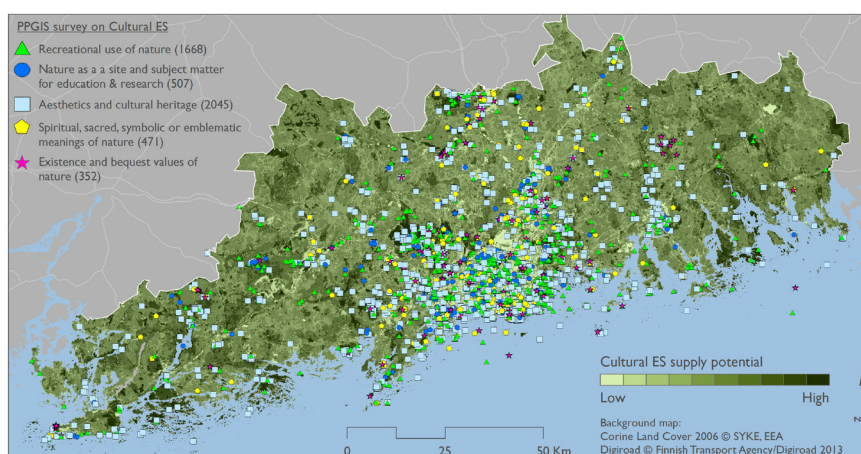 PPGIS survey on Cultural ES
Recreational use of nature (1668)
Nature as a a site and subject matter
for education & research (507)
Aesthetics and cultural heritage (2045)
Spiritual, sacred, symbolic or emblematic
meanings of nature (471)
Existence and bequest values of
nature (352)
Cultural ES supply potential
Low High
Background map:
Corine Land Cover 2006 © SYKE, EEA
Digiroad © Finnish Transport Agency/Digiroad 2013
0 25 50 Km
N